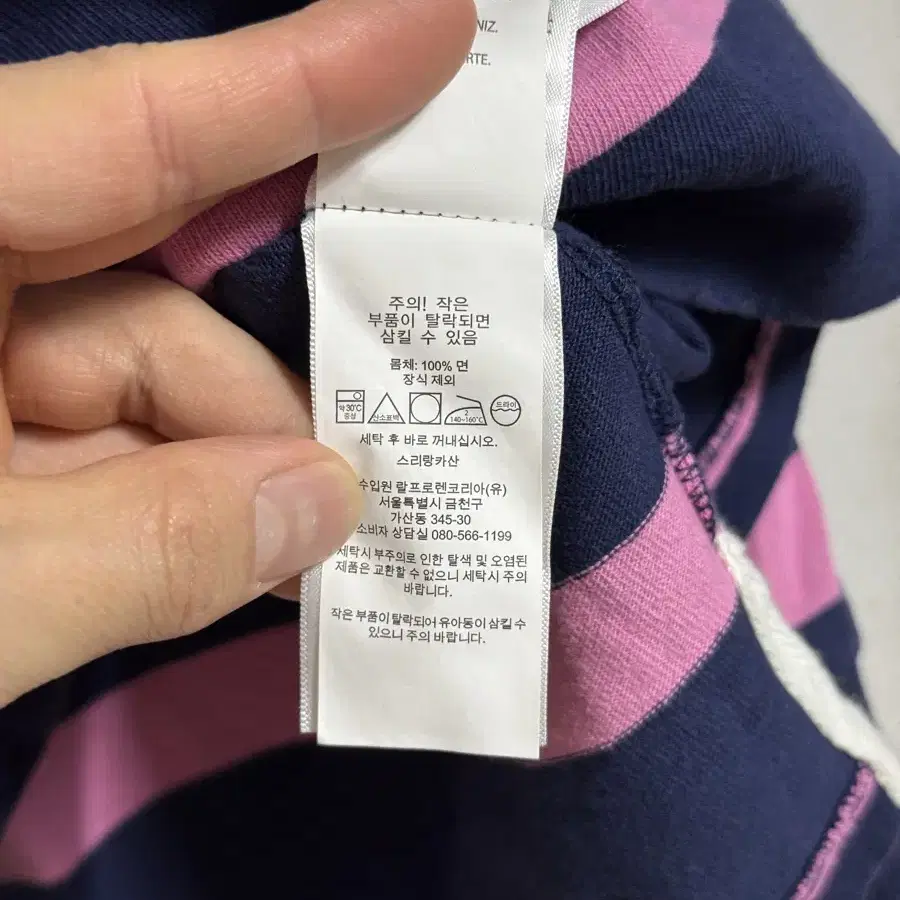 NIZ.
RTE.
주의! 작은
부품이 탈락되면
삼킬 수 있음
몸체: 100% 면
장식 제외
약 30°C 중성
산소표백
2 140~160°C
드라이
세탁 후 바로 꺼내십시오.
스리랑카산
수입원 랄프로렌코리아(유)
서울특별시 금천구
가산동 345-30
소비자 상담실 080-566-1199
세탁시 부주의로 인한 탈색 및 오염된
제품은 교환할 수 없으니 세탁시 주의
바랍니다.
작은 부품이 탈락되어 유아동이 삼킬 수
있으니 주의 바랍니다.